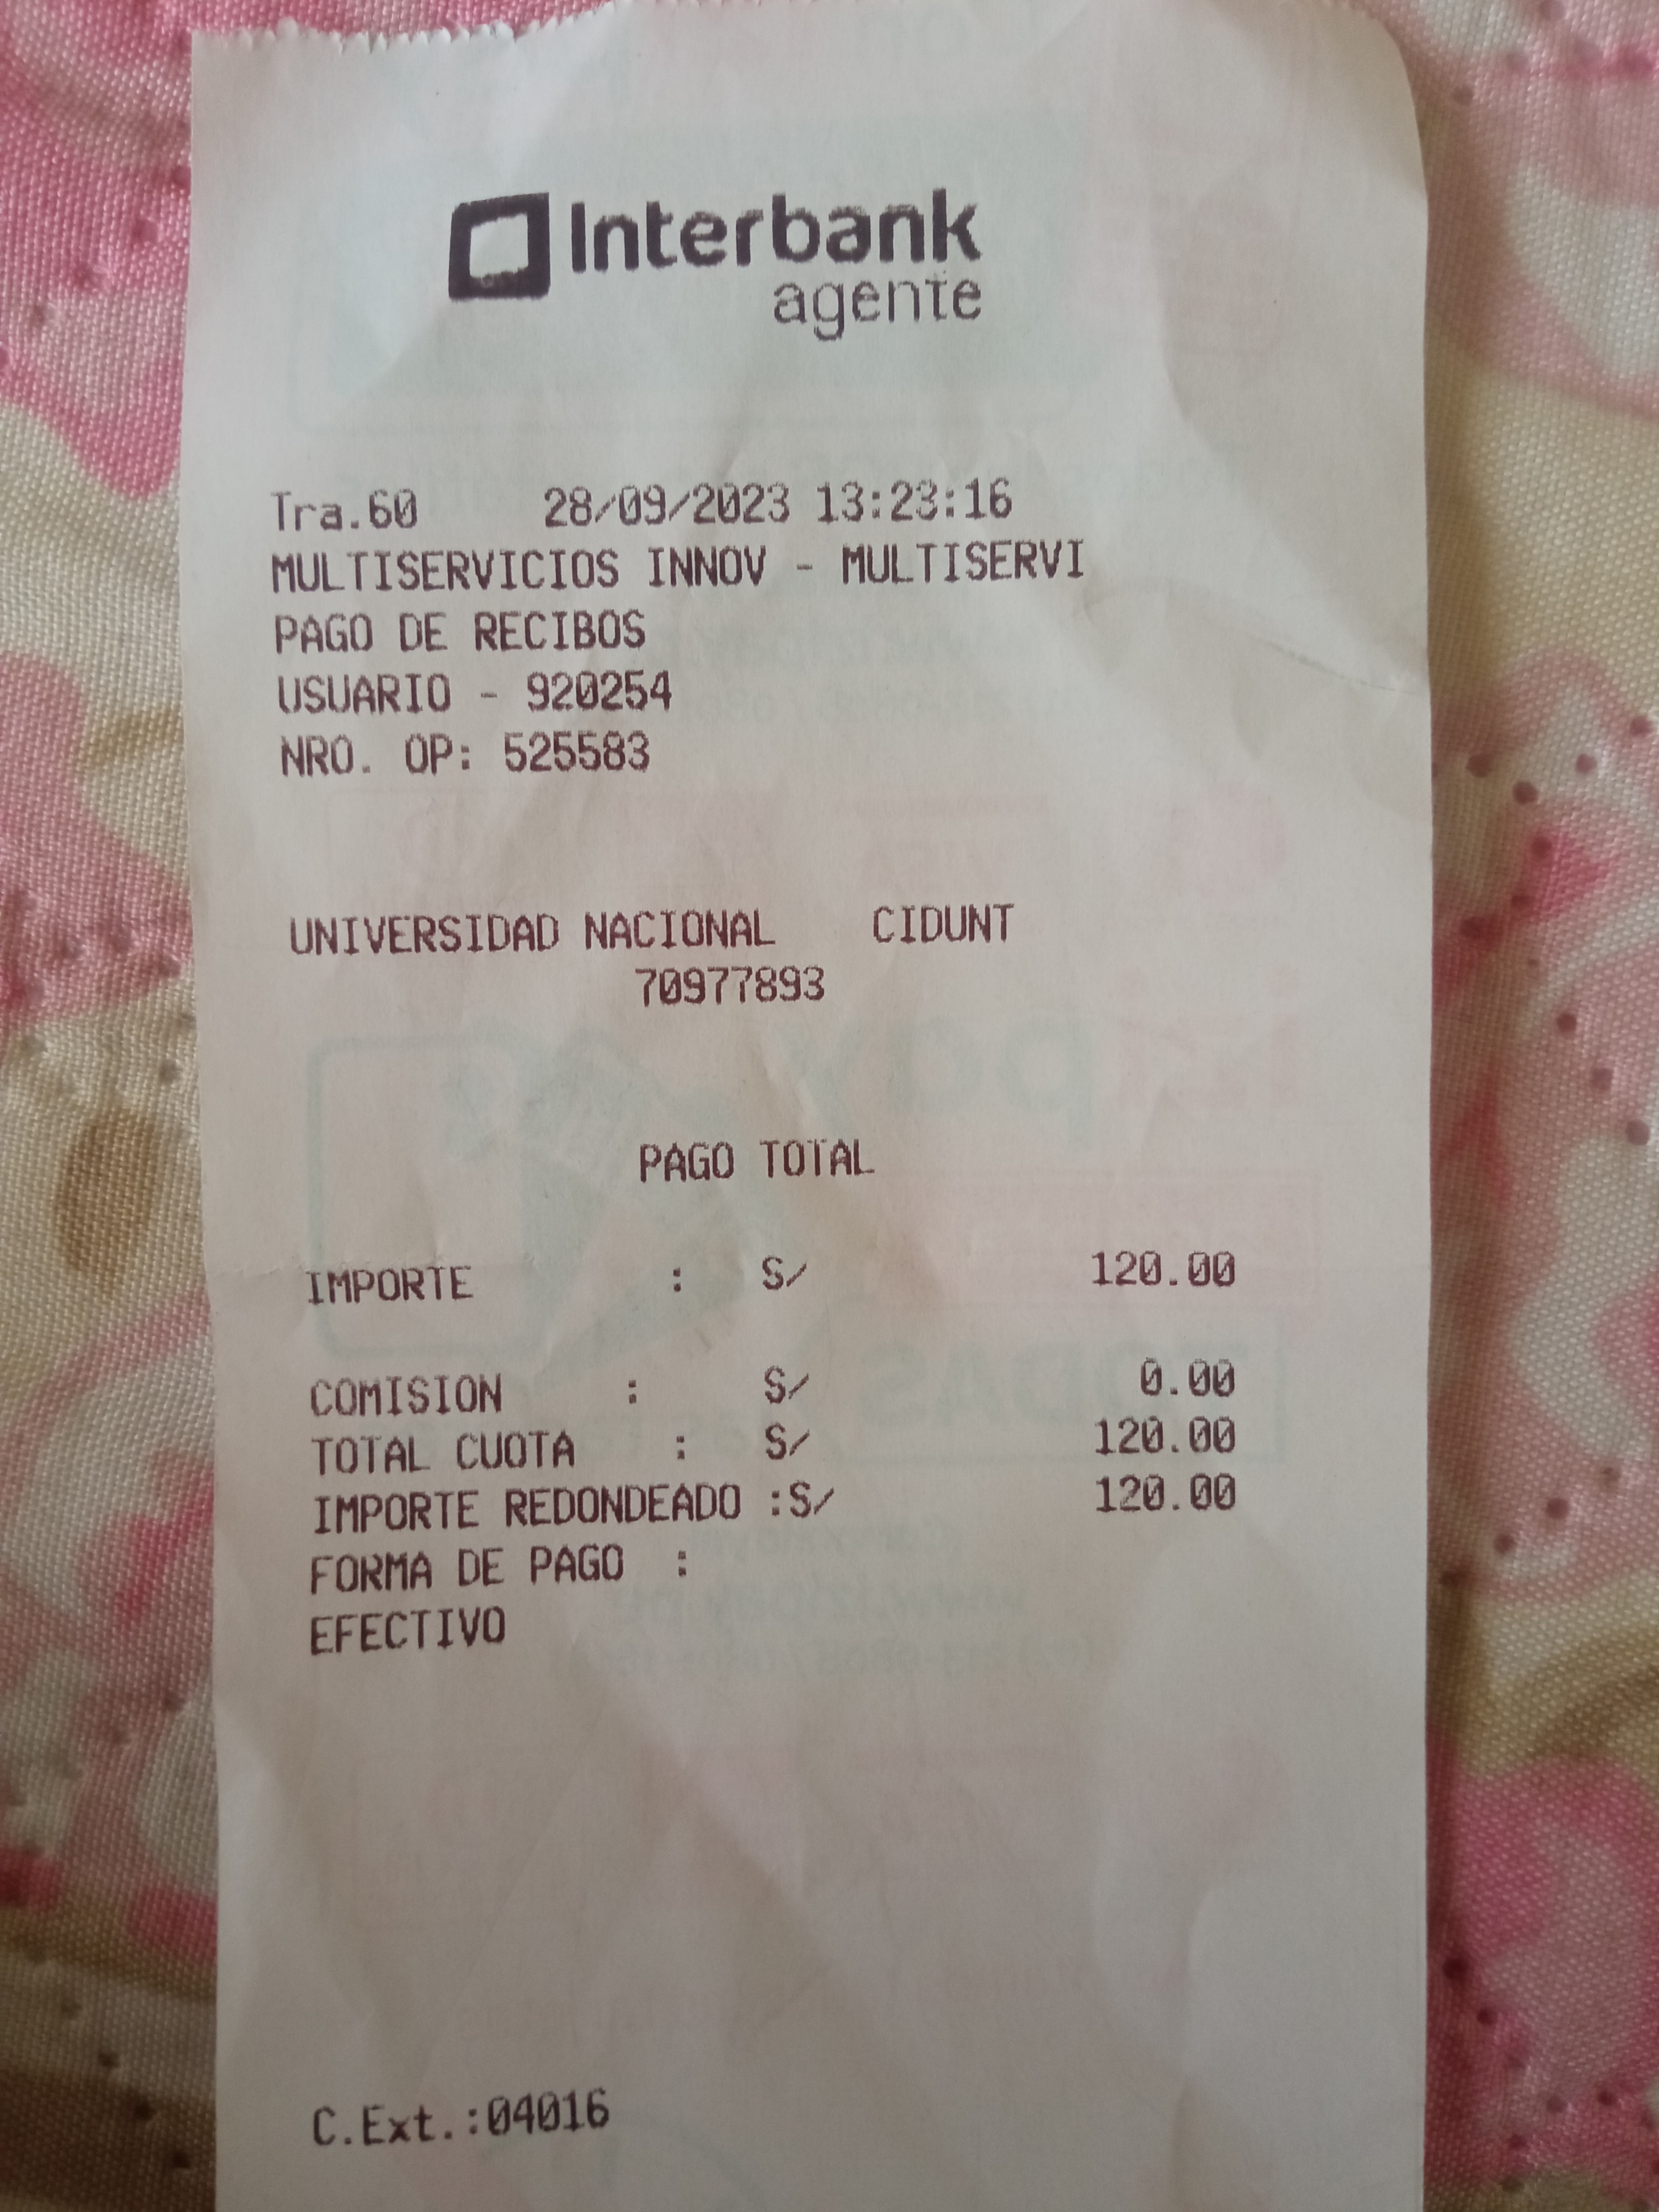 Interbank
agente
Tra.60 28/09/2023 13:23:16
MULTISERVICIOS INNOV - MULTISERVI
PAGO DE RECIBOS
USUARIO - 920254
NRO. OP: 525583
UNIVERSIDAD NACIONAL CIDUNT
70977893
PAGO TOTAL
IMPORTE : S/ 120.00
COMISION : S/ 0.00
TOTAL CUOTA : S/ 120.00
IMPORTE REDONDEADO :S/ 120.00
FORMA DE PAGO :
EFECTIVO
C.Ext.:04016